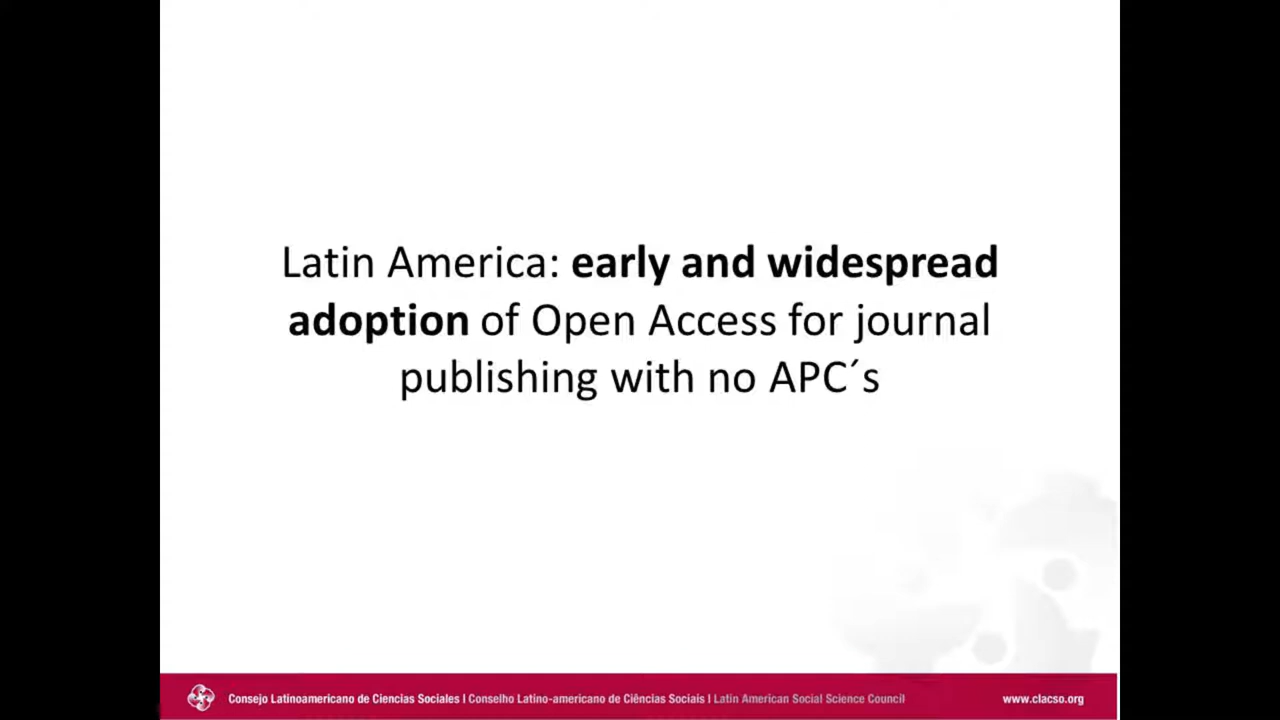 Latin America: early and widespread
adoption of Open Access for journal
publishing with no APC´s
Consejo Latinoamericano de Ciencias Sociales | Conselho Latino-americano de Ciências Sociais | Latin American Social Science Council
www.clacso.org